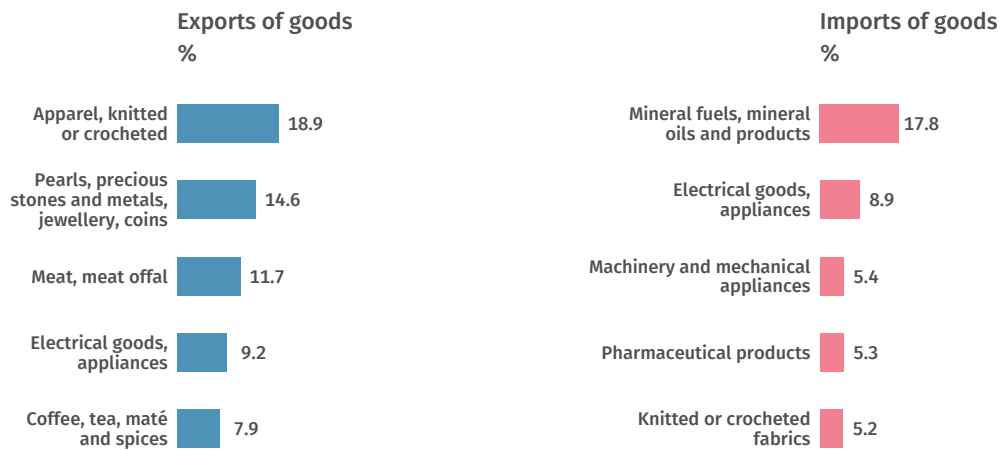 Exports of goods
%
Apparel, knitted
or crocheted
18.9
Pearls, precious
stones and metals,
jewellery, coins
14.6
Meat, meat offal
11.7
Electrical goods,
appliances
9.2
Coffee, tea, maté
and spices
7.9
Imports of goods
%
Mineral fuels, mineral
oils and products
17.8
Electrical goods,
appliances
8.9
Machinery and mechanical
appliances
5.4
Pharmaceutical products
5.3
Knitted or crocheted
fabrics
5.2